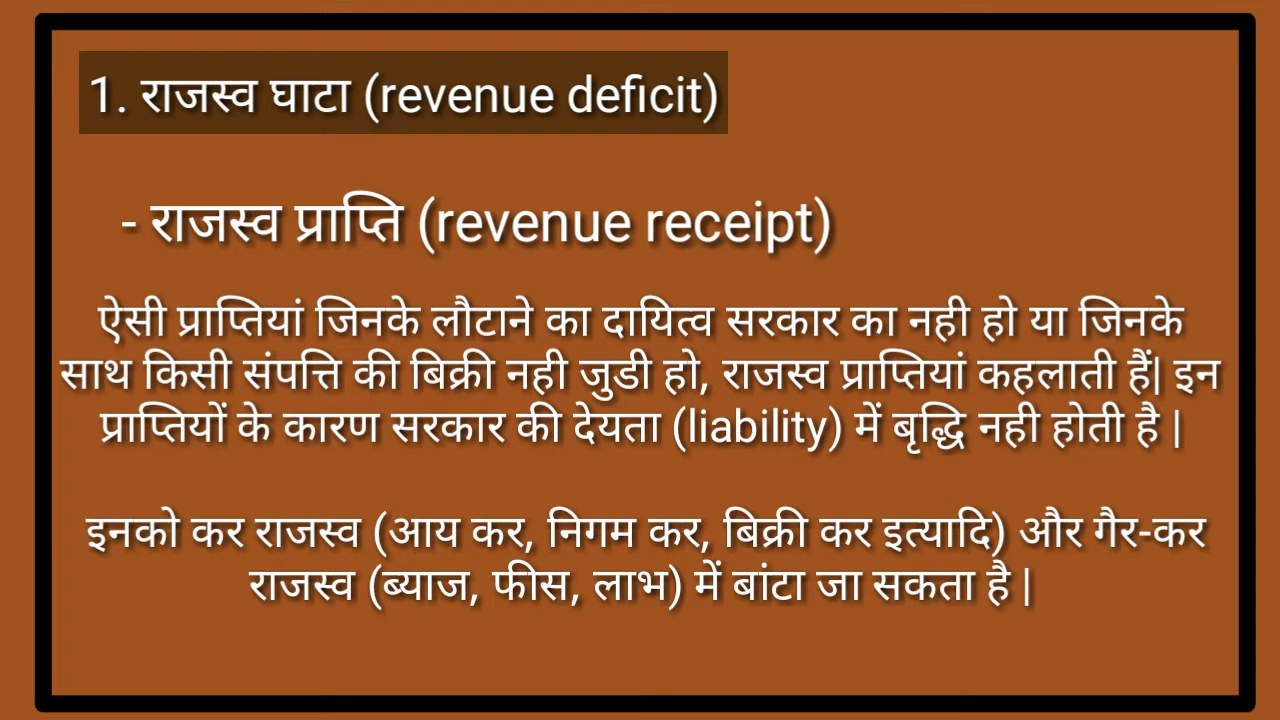 1. राजस्व घाटा (revenue deficit)
- राजस्व प्राप्ति (revenue receipt)
ऐसी प्राप्तियां जिनके लौटाने का दायित्व सरकार का नही हो या जिनके
साथ किसी संपत्ति की बिक्री नही जुडी हो, राजस्व प्राप्तियां कहलाती हैं| इन
प्राप्तियों के कारण सरकार की देयता (liability) में बृद्धि नही होती है |
इनको कर राजस्व (आय कर, निगम कर, बिक्री कर इत्यादि) और गैर-कर
राजस्व (ब्याज, फीस, लाभ) में बांटा जा सकता है |